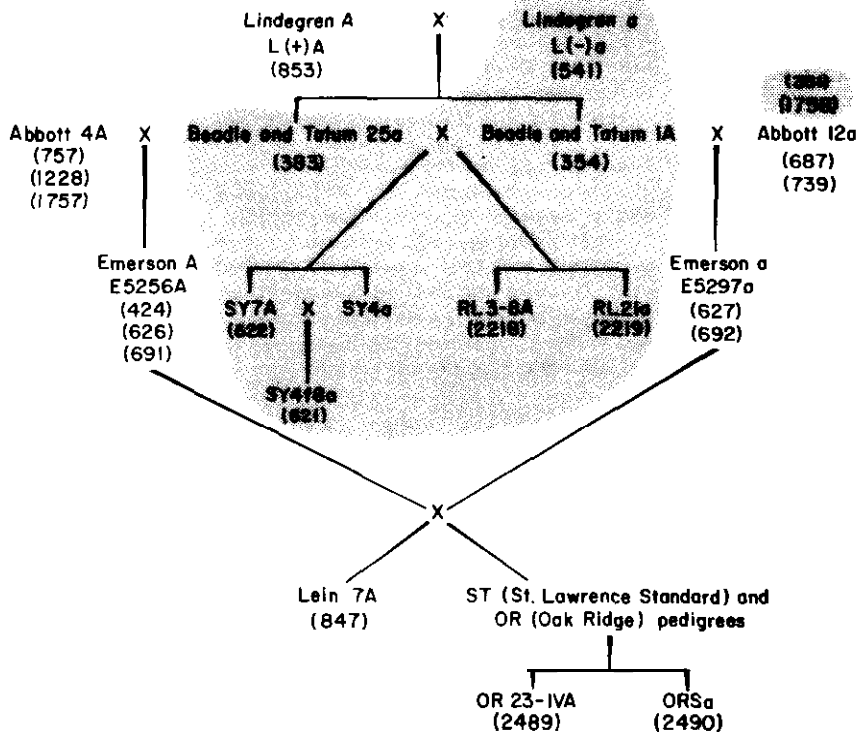 Lindegren A X Lindegren a
L(+)A L(-)a
(853) (541)
Abbott 4A X Beadle and Tatum 25a X Beadle and Tatum 1A X Abbott 12a
(757) (383) (354) (687)
(1228) (739)
(1757)
Emerson A Emerson a
E5256A E5297a
(424) SY7A X SY4a RL3-8A RL21a (627)
(626) (622) (2218) (2219) (692)
(691)
SY4f8a
(621)
X
Lein 7A ST (St. Lawrence Standard) and
(847) OR (Oak Ridge) pedigrees
OR 23-IVA ORSa
(2489) (2490)